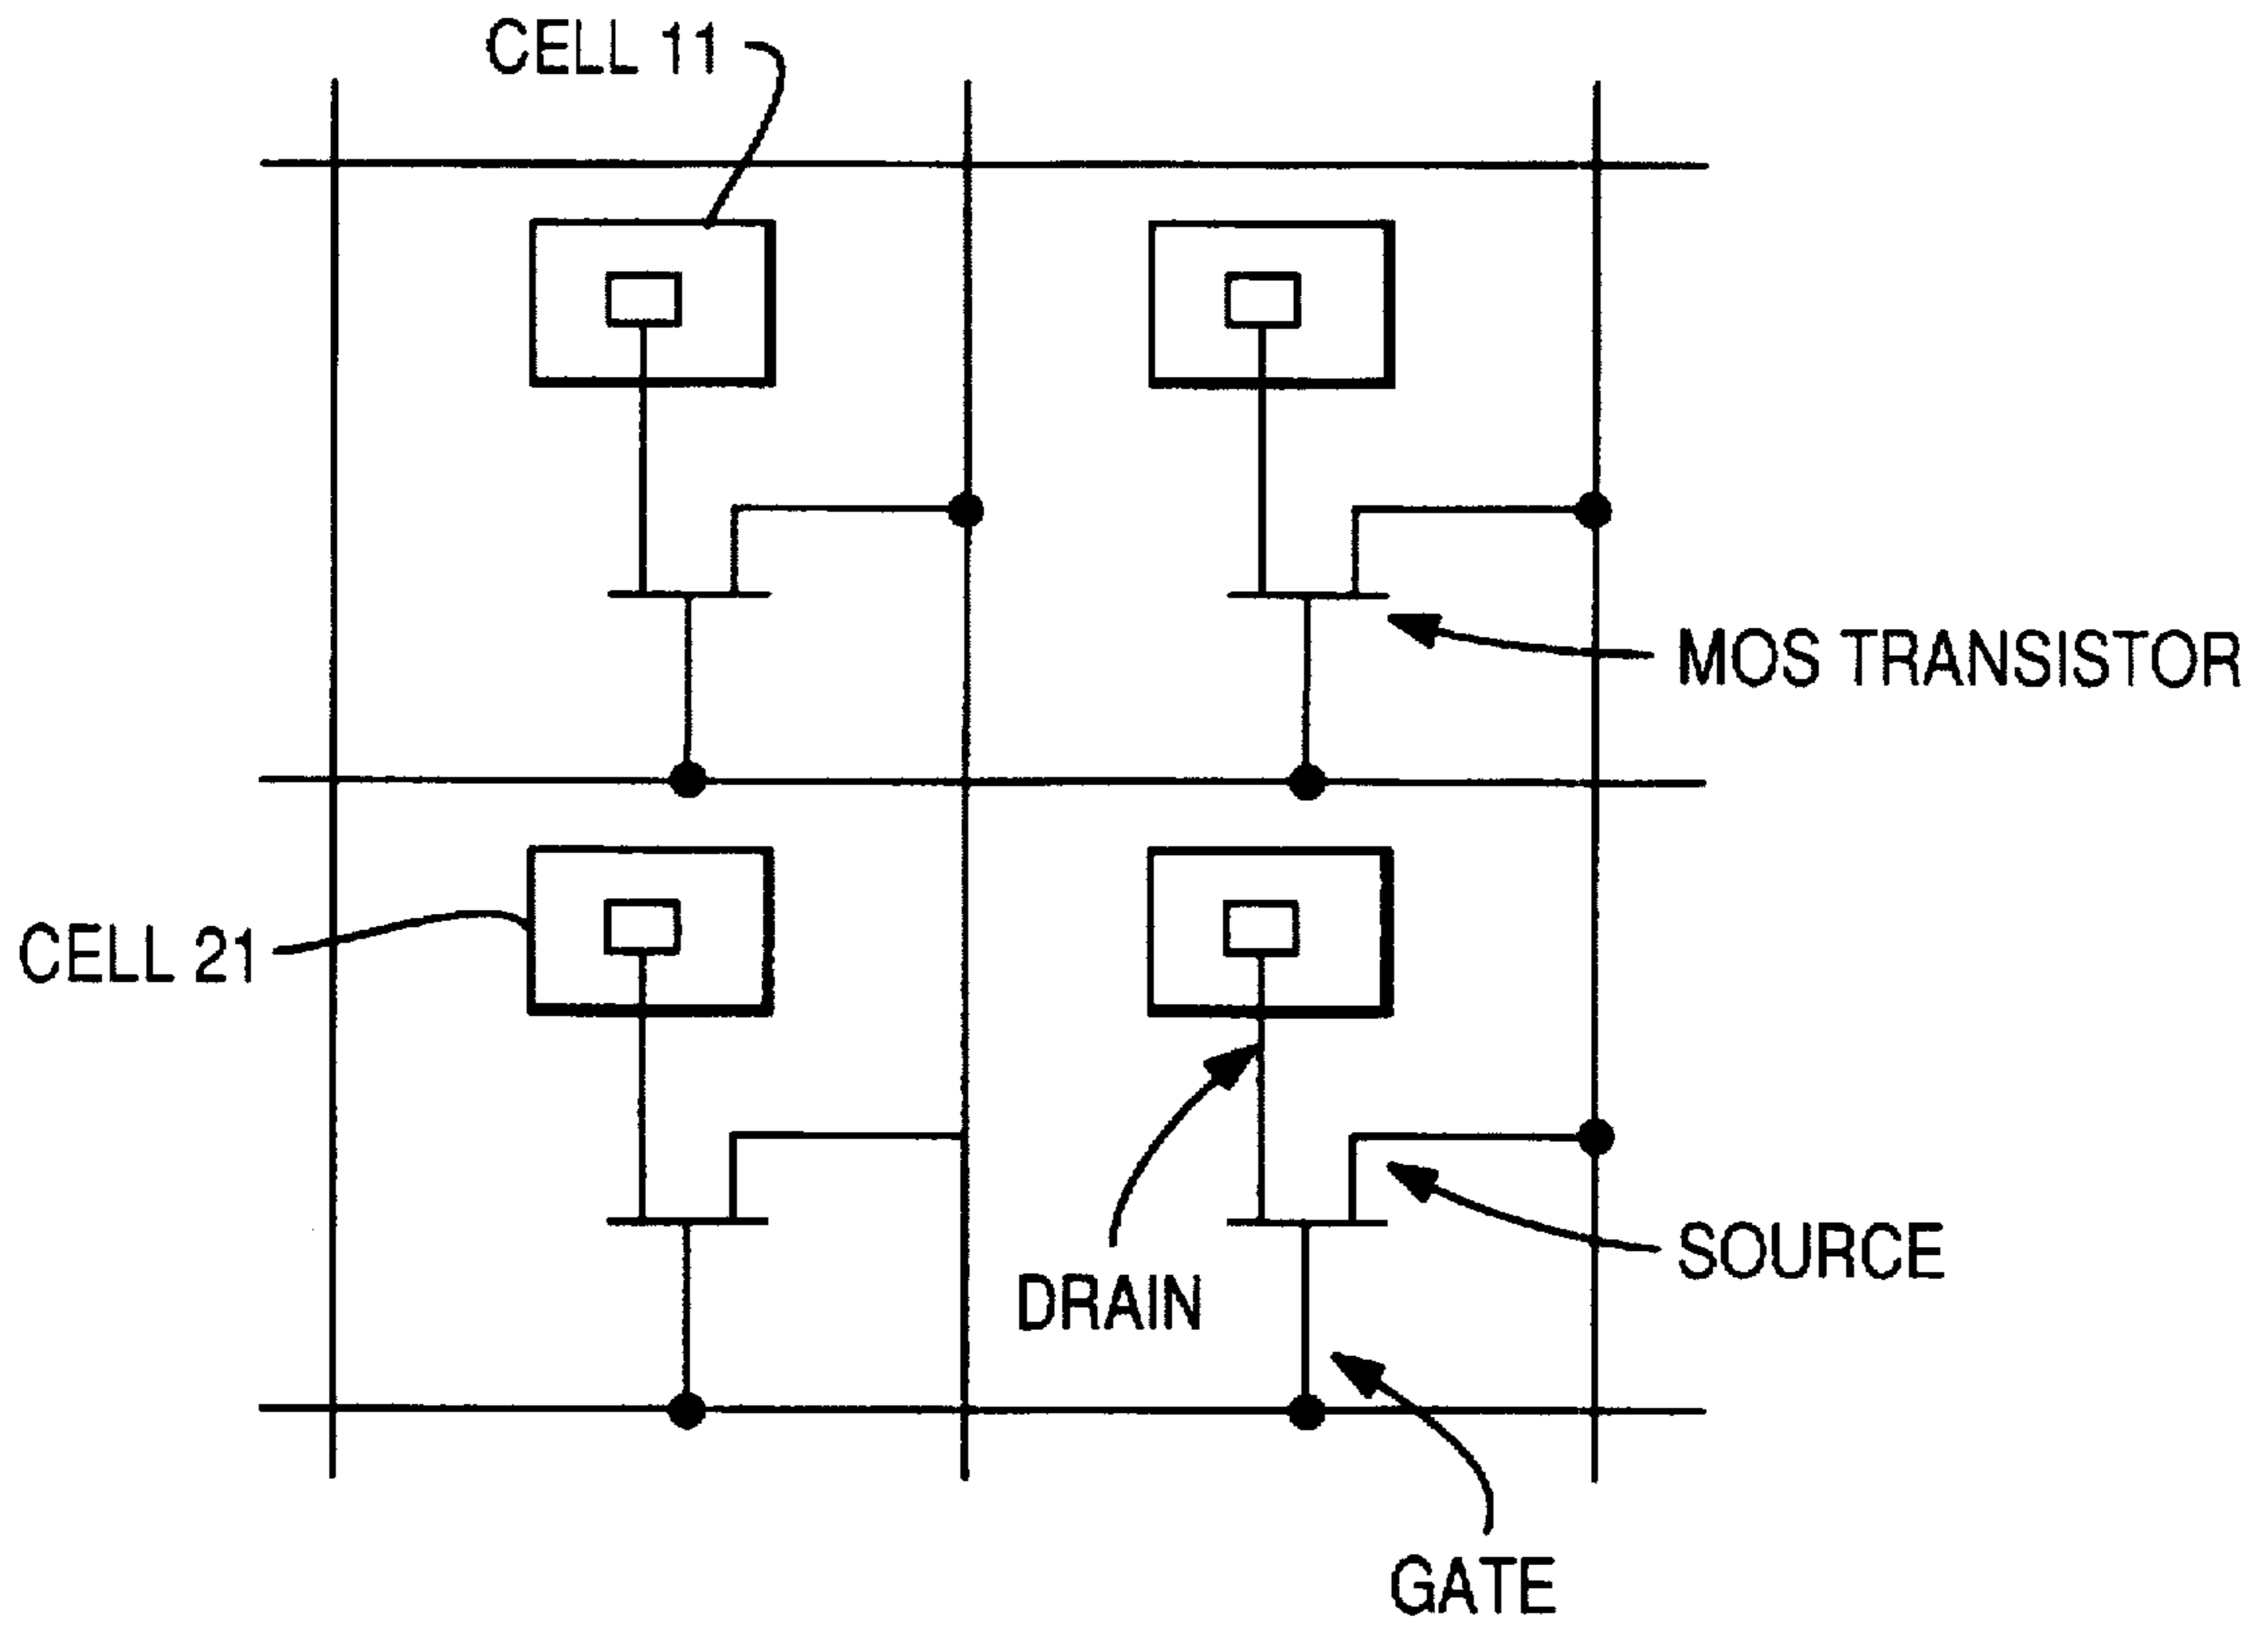 CELL 11
MOS TRANSISTOR
CELL 21
SOURCE
DRAIN
GATE